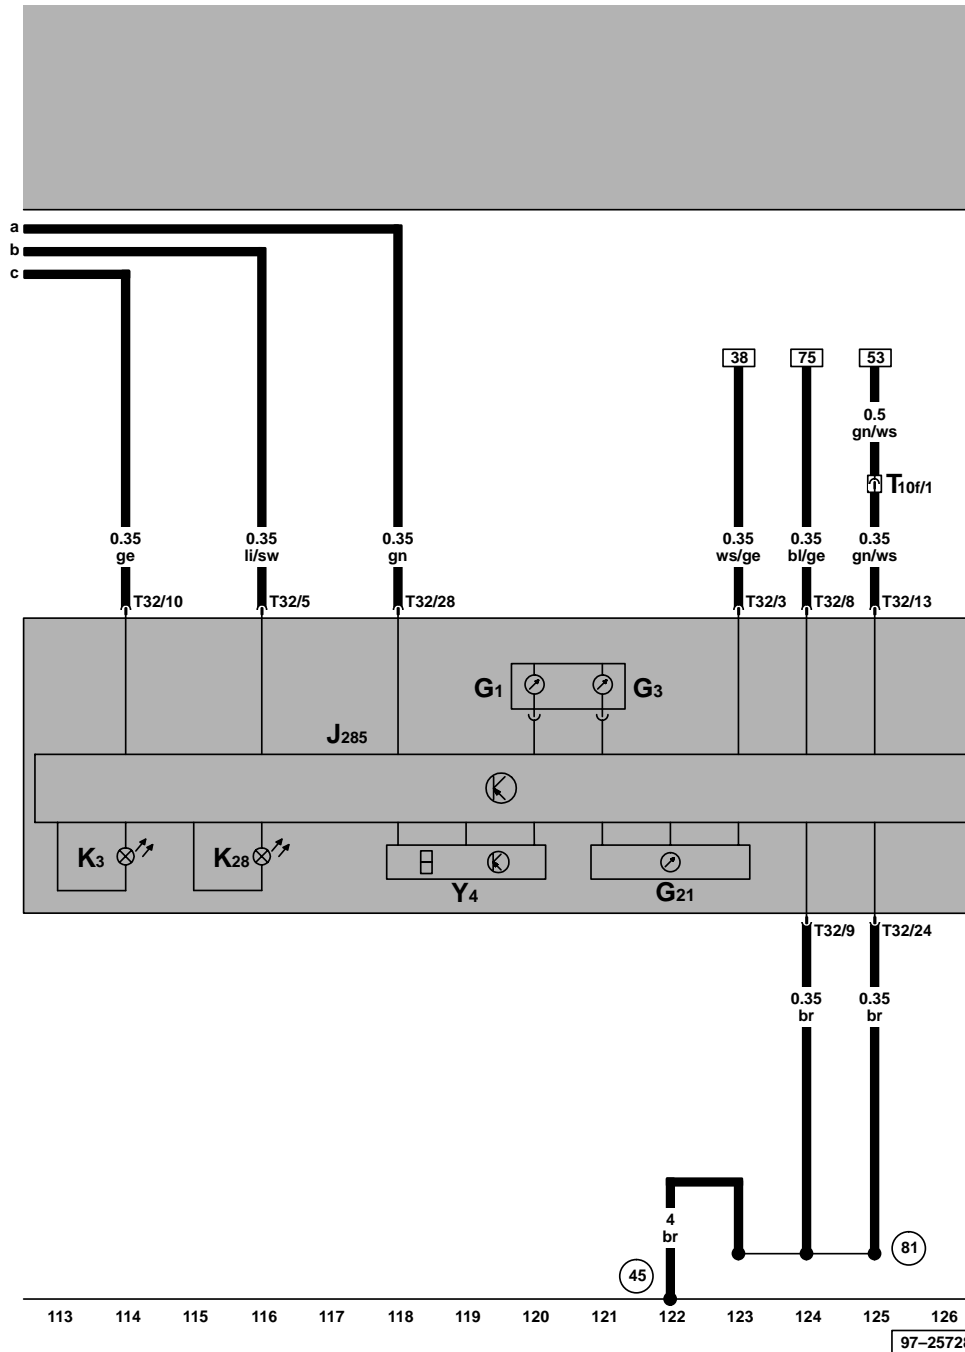 a
b
c
38 75 53
0.5
gn/ws
T10f/1
0.35 0.35 0.35 0.35 0.35 0.35
ge li/sw gn ws/ge bl/ge gn/ws
T32/10 T32/5 T32/28 T32/3 T32/8 T32/13
G1 G3
J285
K3 K28
Y4 G21
T32/9 T32/24
0.35 0.35
br br
4
br
81
45
113 114 115 116 117 118 119 120 121 122 123 124 125 126
97–25728